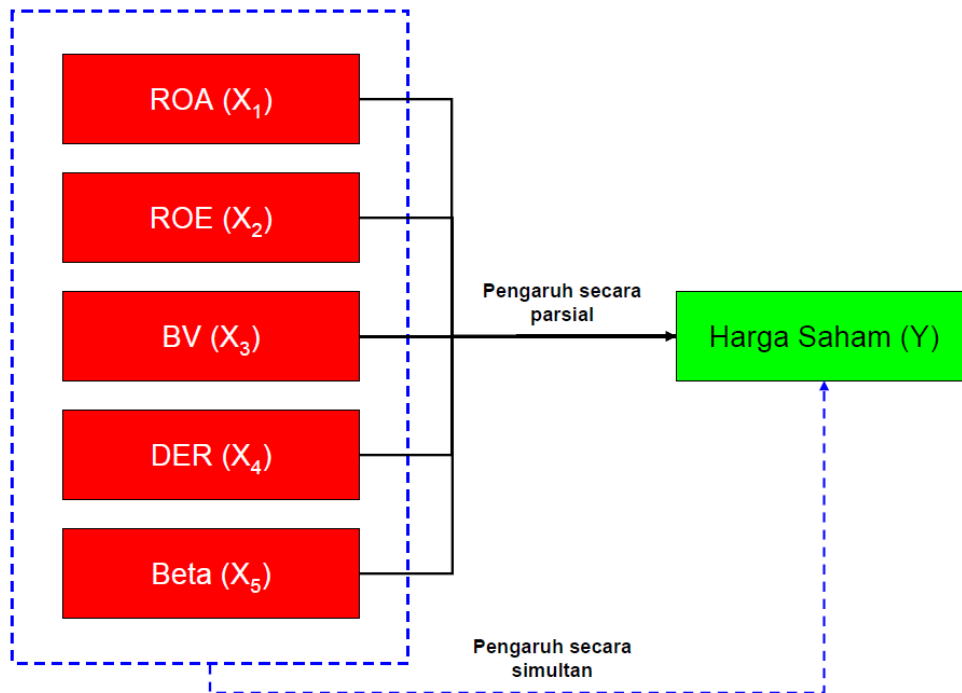 ROA (X₁)
ROE (X₂)
Pengaruh secara
parsial
BV (X₃)
Harga Saham (Y)
DER (X₄)
Beta (X₅)
Pengaruh secara
simultan